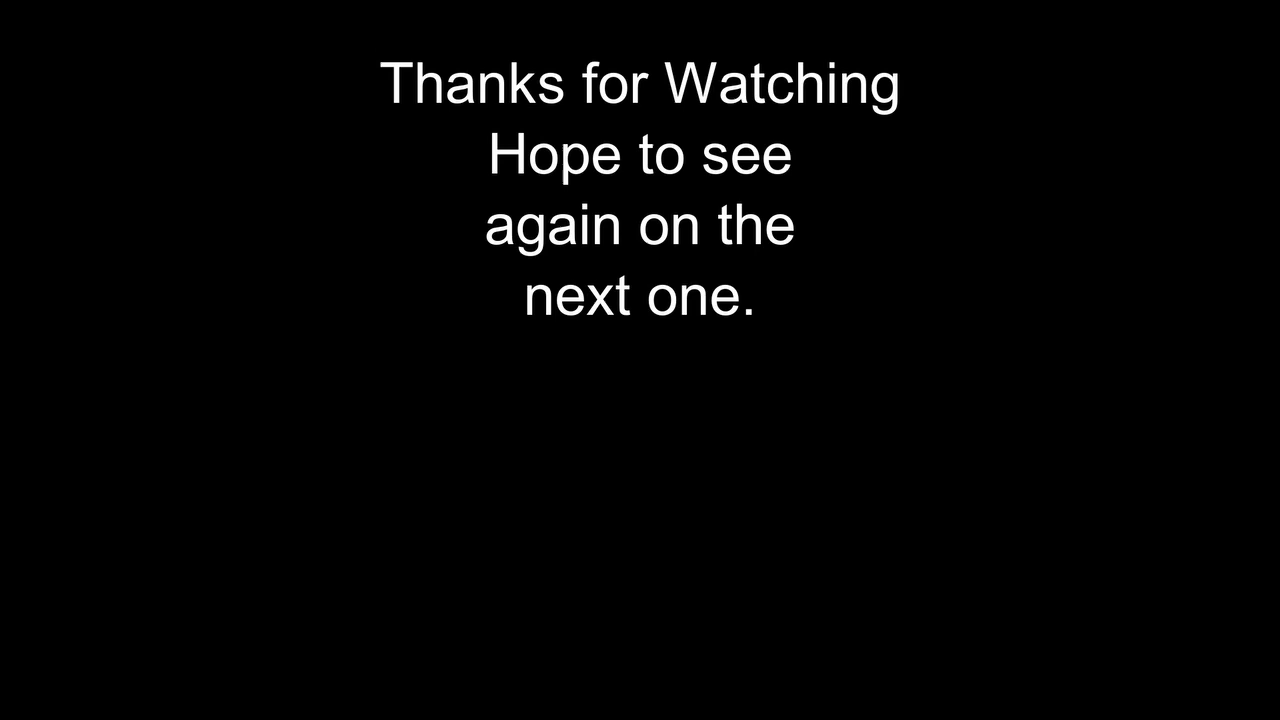 Thanks for Watching
Hope to see
again on the
next one.